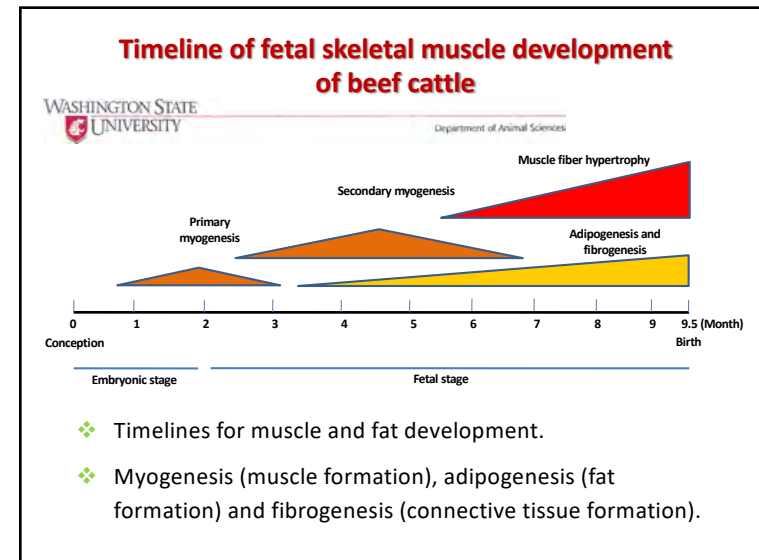 Timeline of fetal skeletal muscle development
of beef cattle
WASHINGTON STATE
UNIVERSITY
Department of Animal Sciences
Muscle fiber hypertrophy
Secondary myogenesis
Primary
myogenesis
Adipogenesis and
fibrogenesis
0 1 2 3 4 5 6 7 8 9 9.5 (Month)
Conception Birth
Embryonic stage Fetal stage
Timelines for muscle and fat development.
Myogenesis (muscle formation), adipogenesis (fat
formation) and fibrogenesis (connective tissue formation).